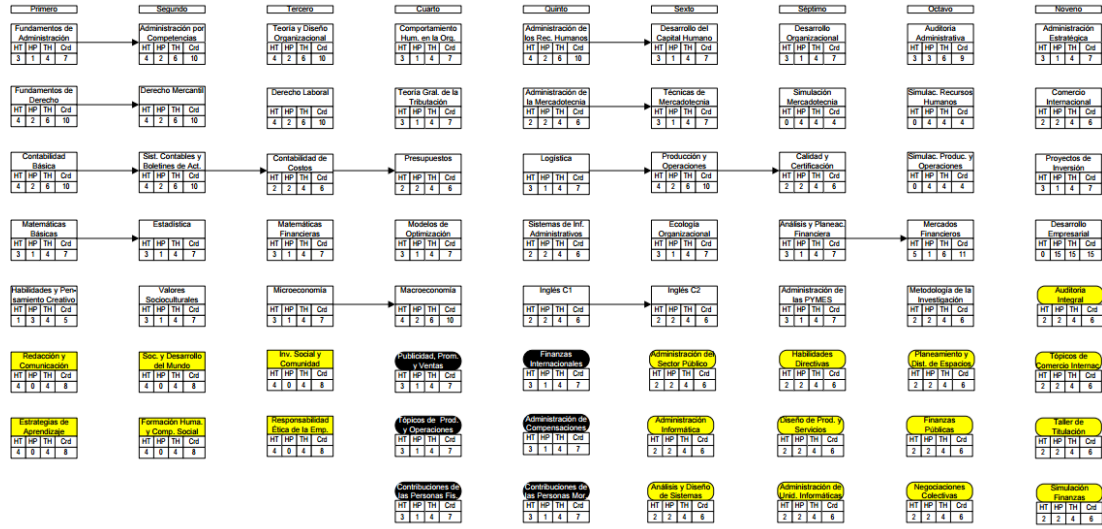 Primero
Segundo
Tercero
Cuarto
Quinto
Sexto
Séptimo
Octavo
Noveno
Fundamentos de
Administración
HT HP TH Crd
3 1 4 7
Administración por
Competencias
HT HP TH Crd
4 2 6 10
Teoría y Diseño
Organizacional
HT HP TH Crd
4 2 6 10
Comportamiento
Hum. en la Org.
HT HP TH Crd
3 1 4 7
Administración de
los Rec. Humanos
HT HP TH Crd
4 2 6 10
Desarrollo del
Capital Humano
HT HP TH Crd
3 1 4 7
Desarrollo
Organizacional
HT HP TH Crd
3 1 4 7
Auditoría
Administrativa
HT HP TH Crd
3 3 6 9
Administración
Estratégica
HT HP TH Crd
3 1 4 7
Fundamentos de
Derecho
HT HP TH Crd
4 2 6 10
Derecho Mercantil
HT HP TH Crd
4 2 6 10
Derecho Laboral
HT HP TH Crd
4 2 6 10
Teoría Gral. de la
Tributación
HT HP TH Crd
3 1 4 7
Administración de
la Mercadotecnia
HT HP TH Crd
2 2 4 6
Técnicas de
Mercadotecnia
HT HP TH Crd
3 1 4 7
Simulación
Mercadotecnia
HT HP TH Crd
0 4 4 4
Simulac. Recursos
Humanos
HT HP TH Crd
0 4 4 4
Comercio
Internacional
HT HP TH Crd
2 2 4 6
Contabilidad
Básica
HT HP TH Crd
4 2 6 10
Sist. Contables y
Boletines de Act.
HT HP TH Crd
4 2 6 10
Contabilidad de
Costos
HT HP TH Crd
2 2 4 6
Presupuestos
HT HP TH Crd
2 2 4 6
Logística
HT HP TH Crd
3 1 4 7
Producción y
Operaciones
HT HP TH Crd
4 2 6 10
Calidad y
Certificación
HT HP TH Crd
2 2 4 6
Simulac. Produc. y
Operaciones
HT HP TH Crd
0 4 4 4
Proyectos de
Inversión
HT HP TH Crd
3 1 4 7
Matemáticas
Básicas
HT HP TH Crd
3 1 4 7
Estadística
HT HP TH Crd
3 1 4 7
Matemáticas
Financieras
HT HP TH Crd
3 1 4 7
Modelos de
Optimización
HT HP TH Crd
3 1 4 7
Sistemas de Inf.
Administrativos
HT HP TH Crd
2 2 4 6
Ecología
Organizacional
HT HP TH Crd
3 1 4 7
Análisis y Planeac.
Financiera
HT HP TH Crd
3 1 4 7
Mercados
Financieros
HT HP TH Crd
5 1 6 11
Desarrollo
Empresarial
HT HP TH Crd
0 15 15 15
Habilidades y Pen-
samiento Creativo
HT HP TH Crd
1 3 4 5
Valores
Socioculturales
HT HP TH Crd
3 1 4 7
Microeconomía
HT HP TH Crd
3 1 4 7
Macroeconomía
HT HP TH Crd
4 2 6 10
Inglés C1
HT HP TH Crd
2 2 4 6
Inglés C2
HT HP TH Crd
2 2 4 6
Administración de
las PYMES
HT HP TH Crd
3 1 4 7
Metodología de la
Investigación
HT HP TH Crd
2 2 4 6
Auditoría
Integral
HT HP TH Crd
2 2 4 6
Redacción y
Comunicación
HT HP TH Crd
4 0 4 8
Soc. y Desarrollo
del Mundo
HT HP TH Crd
4 0 4 8
Inv. Social y
Comunidad
HT HP TH Crd
4 0 4 8
Publicidad, Prom.
y Ventas
HT HP TH Crd
3 1 4 7
Finanzas
Internacionales
HT HP TH Crd
3 1 4 7
Administración del
Sector Público
HT HP TH Crd
2 2 4 6
Habilidades
Directivas
HT HP TH Crd
2 2 4 6
Planeamiento y
Dist. de Espacios
HT HP TH Crd
2 2 4 6
Tópicos de
Comercio Internac.
HT HP TH Crd
2 2 4 6
Estrategias de
Aprendizaje
HT HP TH Crd
4 0 4 8
Formación Huma.
y Comp. Social
HT HP TH Crd
4 0 4 8
Responsabilidad
Ética de la Emp.
HT HP TH Crd
4 0 4 8
Tópicos de Prod.
y Operaciones
HT HP TH Crd
3 1 4 7
Administración de
Compensaciones
HT HP TH Crd
3 1 4 7
Administración
Informática
HT HP TH Crd
2 2 4 6
Diseño de Prod. y
Servicios
HT HP TH Crd
2 2 4 6
Finanzas
Públicas
HT HP TH Crd
2 2 4 6
Taller de
Titulación
HT HP TH Crd
2 2 4 6
Contribuciones de
las Personas Fis.
HT HP TH Crd
3 1 4 7
Contribuciones de
las Personas Mor.
HT HP TH Crd
3 1 4 7
Análisis y Diseño
de Sistemas
HT HP TH Crd
2 2 4 6
Administración de
Unid. Informáticas
HT HP TH Crd
2 2 4 6
Negociaciones
Colectivas
HT HP TH Crd
2 2 4 6
Simulación
Finanzas
HT HP TH Crd
2 2 4 6